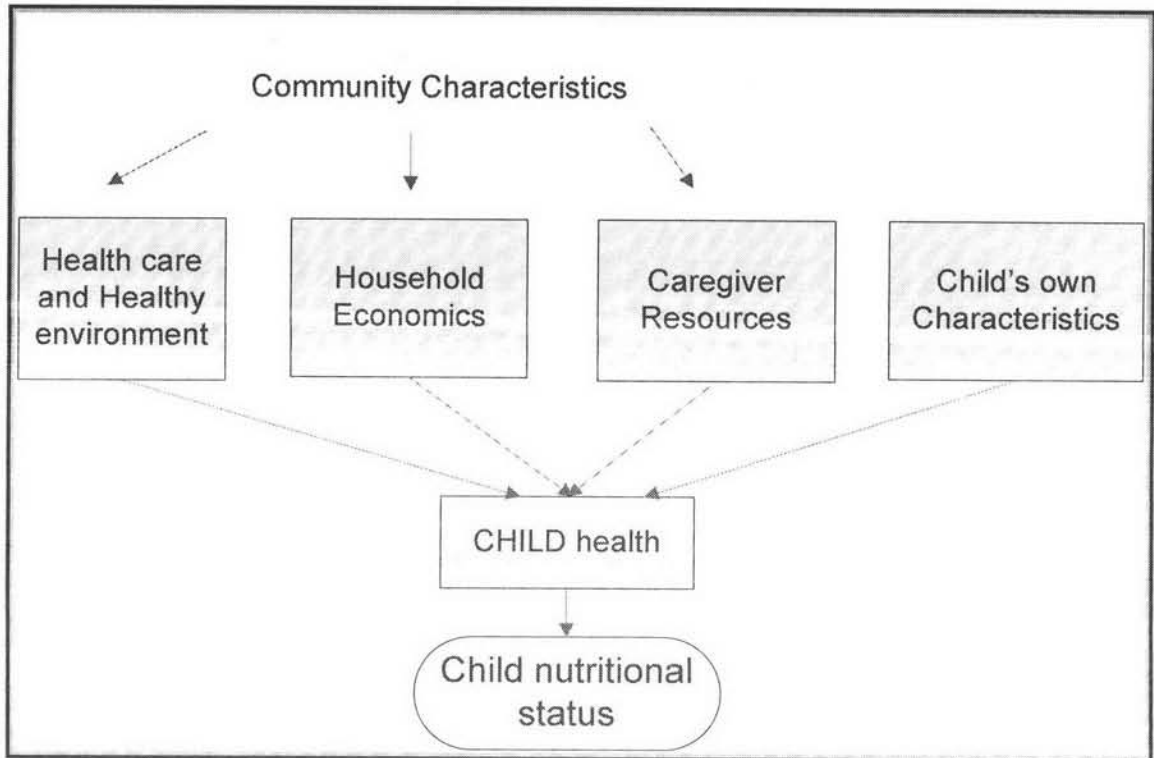 Community Characteristics
Health care
and Healthy
environment
Household
Economics
Caregiver
Resources
Child's own
Characteristics
CHILD health
Child nutritional
status